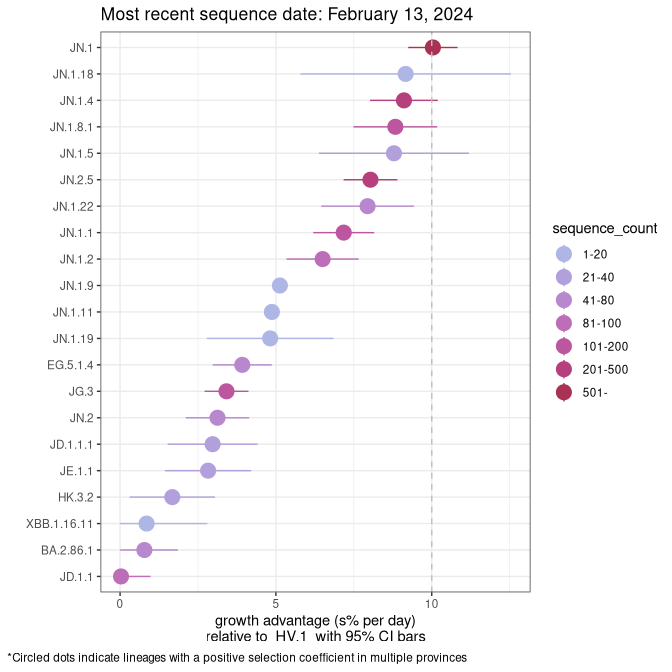 Most recent sequence date: February 13, 2024
JN.1
JN.1.18
JN.1.4
JN.1.8.1
JN.1.5
JN.2.5
JN.1.22
JN.1.1
JN.1.2
JN.1.9
JN.1.11
JN.1.19
EG.5.1.4
JG.3
JN.2
JD.1.1.1
JE.1.1
HK.3.2
XBB.1.16.11
BA.2.86.1
JD.1.1
0 5 10
growth advantage (s% per day)
relative to HV.1 with 95% CI bars
sequence_count
1-20
21-40
41-80
81-100
101-200
201-500
501-
*Circled dots indicate lineages with a positive selection coefficient in multiple provinces